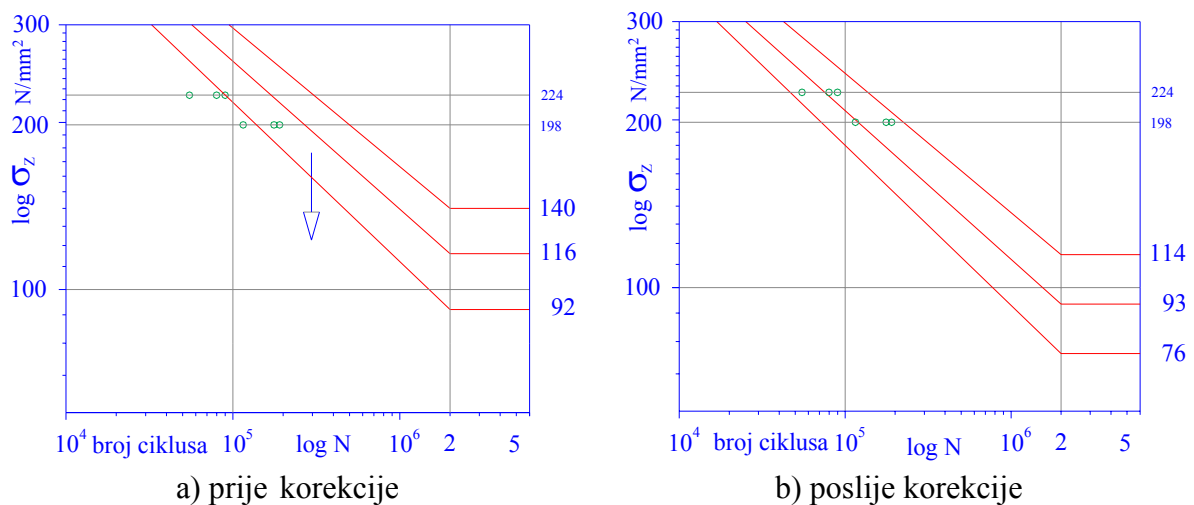 300
200
100
log σz N/mm²
224
198
140
116
92
10⁴ broj ciklusa 10⁵ log N 10⁶ 2 5
a) prije korekcije
300
200
100
log σz N/mm²
224
198
114
93
76
10⁴ broj ciklusa 10⁵ log N 10⁶ 2 5
b) poslije korekcije